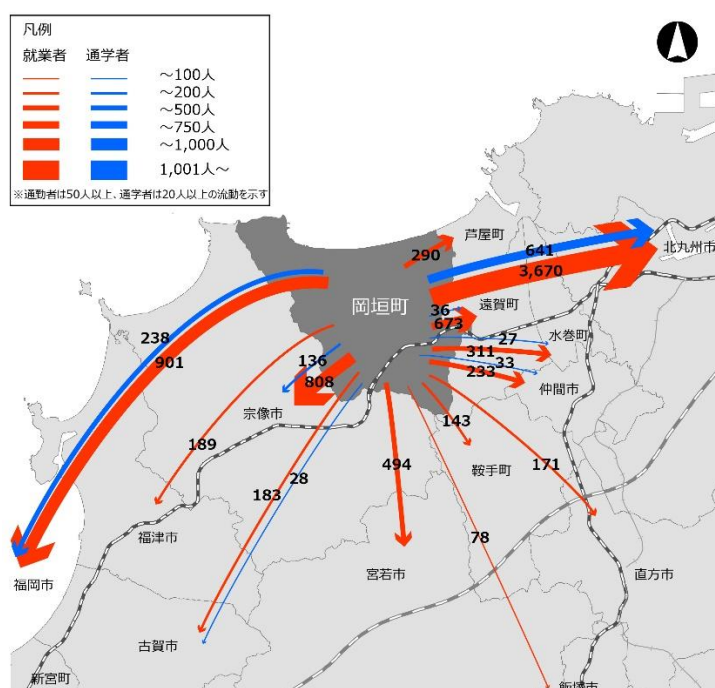 凡例
就業者 通学者
～100人
～200人
～500人
～750人
～1,000人
1,001人～
※通勤者は50人以上、通学者は20人以上の流動を示す
芦屋町
290
641
北九州市
3,670
岡垣町
36
遠賀町
673
27
水巻町
238
311
136
33
901
808
233
仲間市
宗像市
143
189
494
鞍手町
171
28
183
78
福津市
宮若市
直方市
福岡市
古賀市
新宮町
飯塚市